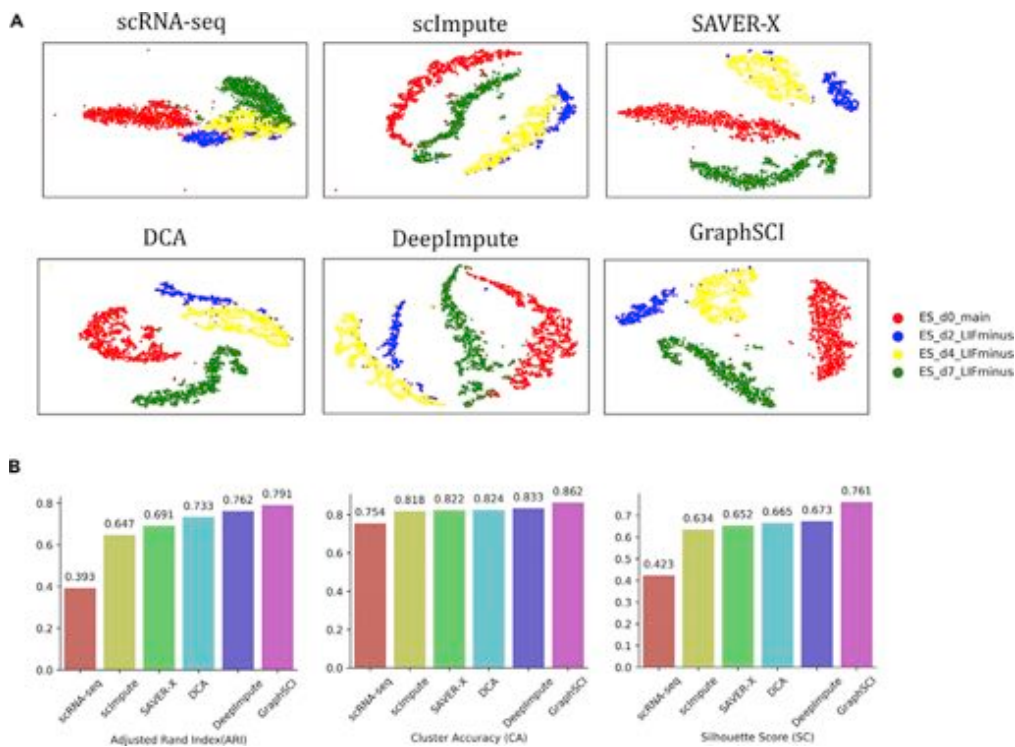 A
scRNA-seq
scImpute
SAVER-X
DCA
DeepImpute
GraphSCI
ES_d0_main
ES_d2_LIFminus
ES_d4_LIFminus
ES_d7_LIFminus
B
0.8
0.6
0.4
0.2
0.0
0.393
0.647
0.691
0.733
0.762
0.791
scRNA-seq
scImpute
SAVER-X
DCA
DeepImpute
GraphSCI
Adjusted Rand Index(ARI)
0.8
0.6
0.4
0.2
0.0
0.754
0.818
0.822
0.824
0.833
0.862
scRNA-seq
scImpute
SAVER-X
DCA
DeepImpute
GraphSCI
Cluster Accuracy (CA)
0.7
0.6
0.5
0.4
0.3
0.2
0.1
0.0
0.423
0.634
0.652
0.665
0.673
0.761
scRNA-seq
scImpute
SAVER-X
DCA
DeepImpute
GraphSCI
Silhouette Score (SC)